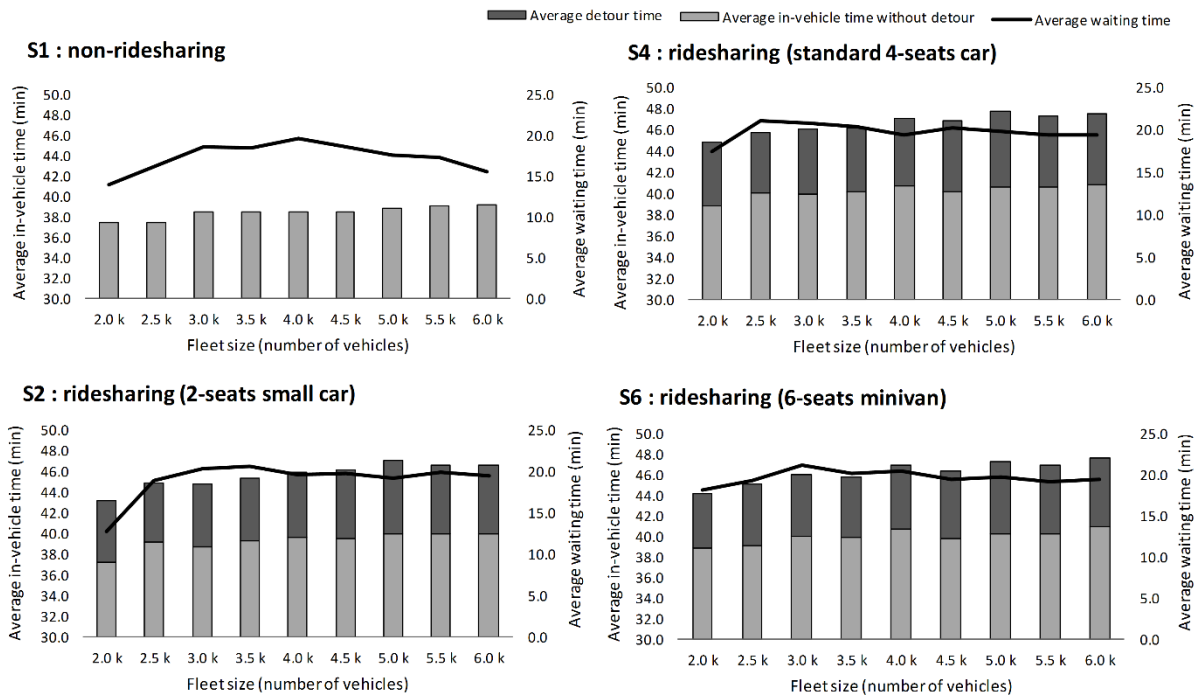 Average detour time
Average in-vehicle time without detour
Average waiting time
S1 : non-ridesharing
Average in-vehicle time (min)
50.0
48.0
46.0
44.0
42.0
40.0
38.0
36.0
34.0
32.0
30.0
25.0
20.0
15.0
10.0
5.0
0.0
Average waiting time (min)
2.0 k 2.5 k 3.0 k 3.5 k 4.0 k 4.5 k 5.0 k 5.5 k 6.0 k
Fleet size (number of vehicles)
S4 : ridesharing (standard 4-seats car)
Average in-vehicle time (min)
50.0
48.0
46.0
44.0
42.0
40.0
38.0
36.0
34.0
32.0
30.0
25.0
20.0
15.0
10.0
5.0
0.0
Average waiting time (min)
2.0 k 2.5 k 3.0 k 3.5 k 4.0 k 4.5 k 5.0 k 5.5 k 6.0 k
Fleet size (number of vehicles)
S2 : ridesharing (2-seats small car)
Average in-vehicle time (min)
50.0
48.0
46.0
44.0
42.0
40.0
38.0
36.0
34.0
32.0
30.0
25.0
20.0
15.0
10.0
5.0
0.0
Average waiting time (min)
2.0 k 2.5 k 3.0 k 3.5 k 4.0 k 4.5 k 5.0 k 5.5 k 6.0 k
Fleet size (number of vehicles)
S6 : ridesharing (6-seats minivan)
Average in-vehicle time (min)
50.0
48.0
46.0
44.0
42.0
40.0
38.0
36.0
34.0
32.0
30.0
25.0
20.0
15.0
10.0
5.0
0.0
Average waiting time (min)
2.0 k 2.5 k 3.0 k 3.5 k 4.0 k 4.5 k 5.0 k 5.5 k 6.0 k
Fleet size (number of vehicles)